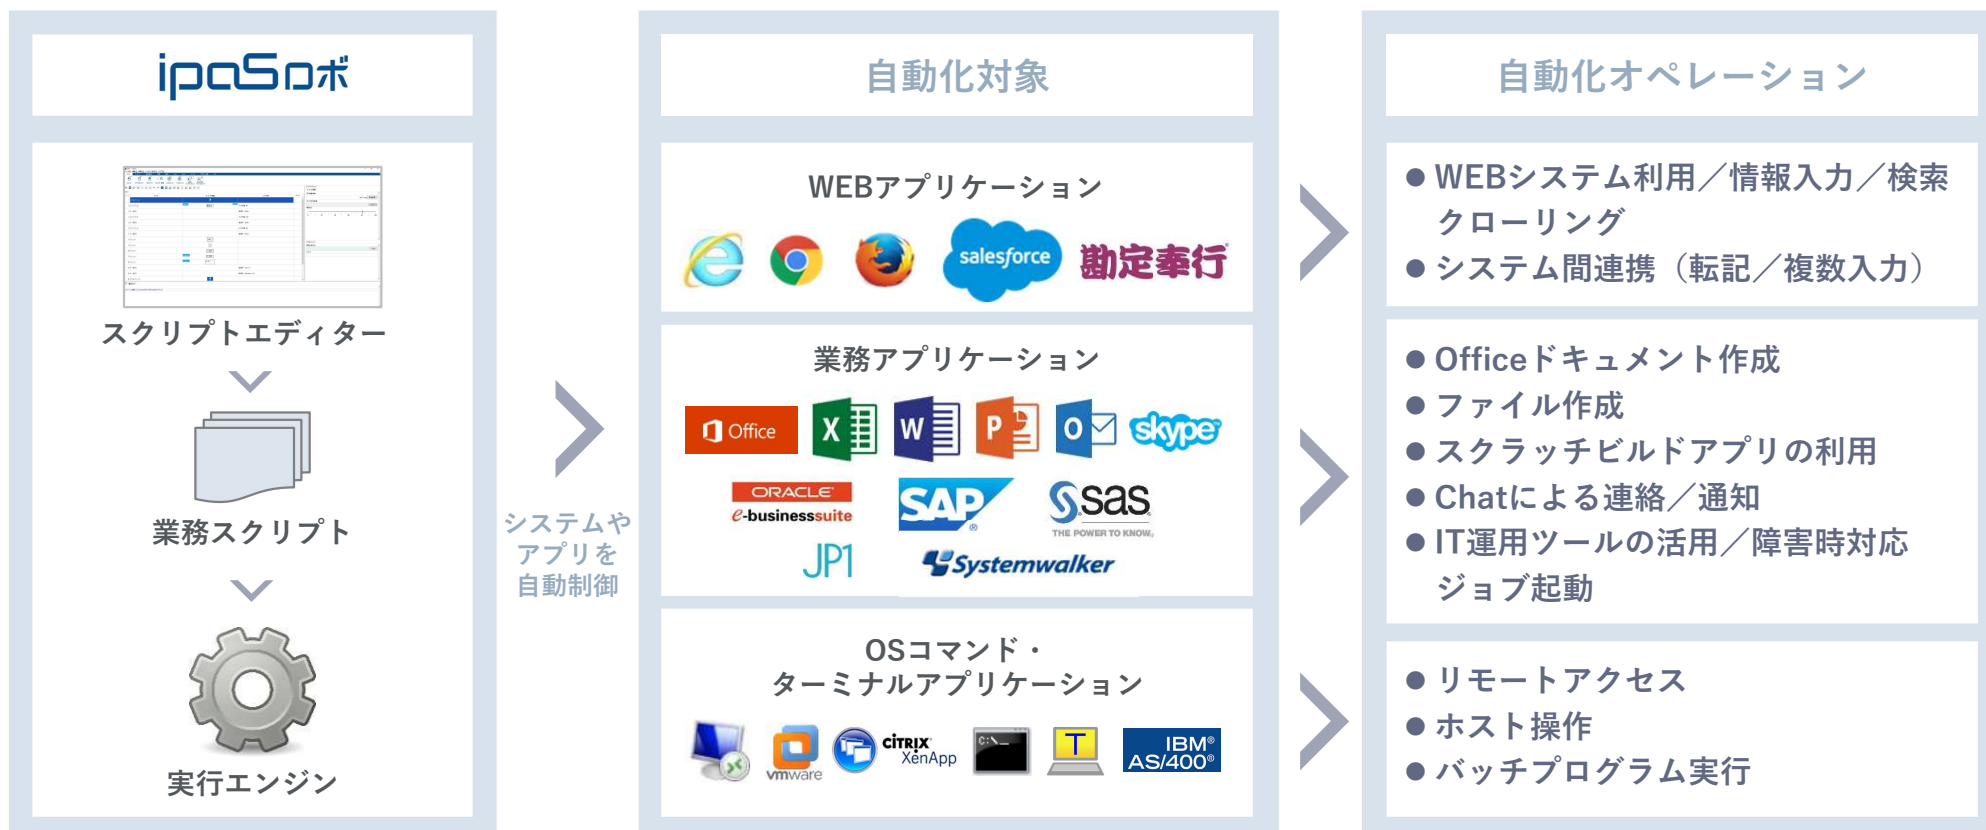 ipaSロボ
スクリプトエディター
業務スクリプト
実行エンジン
システムや
アプリを
自動制御
自動化対象
WEBアプリケーション
salesforce
勘定奉行
業務アプリケーション
Office
X
W
P
O
skype
ORACLE
e-businesssuite
SAP
S.sas
THE POWER TO KNOW.
JP1
Systemwalker
OSコマンド・
ターミナルアプリケーション
vmware
CITRIX
XenApp
C:\_
T
IBM®
AS/400®
自動化オペレーション
● WEBシステム利用／情報入力／検索
クローリング
● システム間連携（転記／複数入力）
● Officeドキュメント作成
● ファイル作成
● スクラッチビルドアプリの利用
● Chatによる連絡／通知
● IT運用ツールの活用／障害時対応
ジョブ起動
● リモートアクセス
● ホスト操作
● バッチプログラム実行